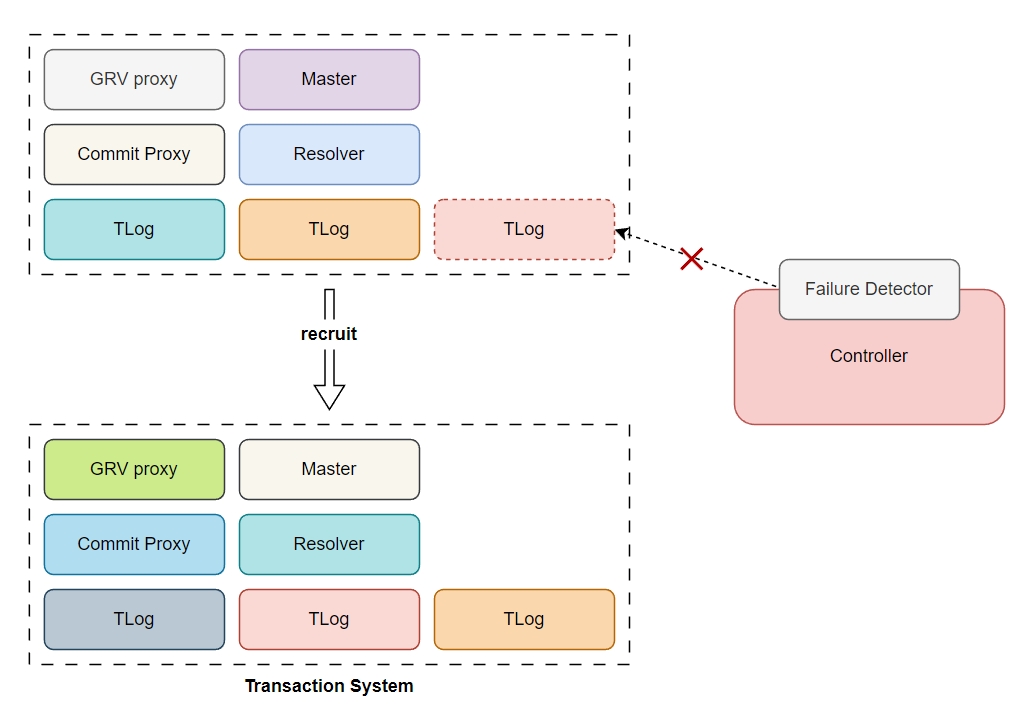 GRV proxy
Master
Commit Proxy
Resolver
TLog
TLog
TLog
Failure Detector
Controller
recruit
GRV proxy
Master
Commit Proxy
Resolver
TLog
TLog
TLog
Transaction System